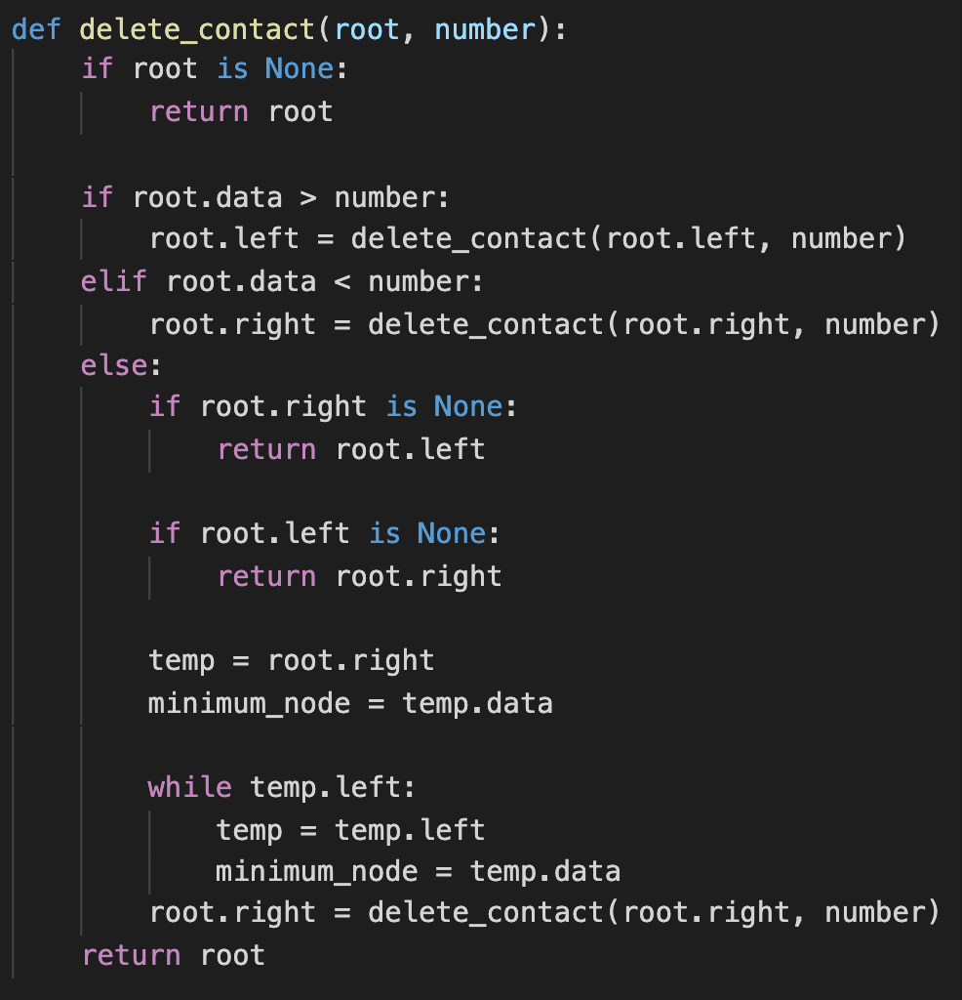 def delete_contact(root, number):
    if root is None:
        return root

    if root.data > number:
        root.left = delete_contact(root.left, number)
    elif root.data < number:
        root.right = delete_contact(root.right, number)
    else:
        if root.right is None:
            return root.left

        if root.left is None:
            return root.right

        temp = root.right
        minimum_node = temp.data

        while temp.left:
            temp = temp.left
            minimum_node = temp.data
        root.right = delete_contact(root.right, number)
    return root